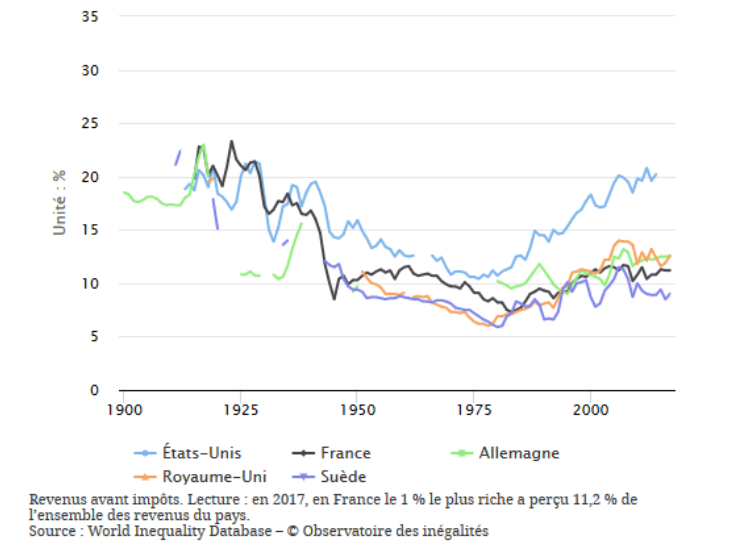 35
30
25
20
15
10
5
0
Unité : %
1900 1925 1950 1975 2000
États-Unis France Allemagne
Royaume-Uni Suède
Revenus avant impôts. Lecture : en 2017, en France le 1 % le plus riche a perçu 11,2 % de
l’ensemble des revenus du pays.
Source : World Inequality Database – © Observatoire des inégalités